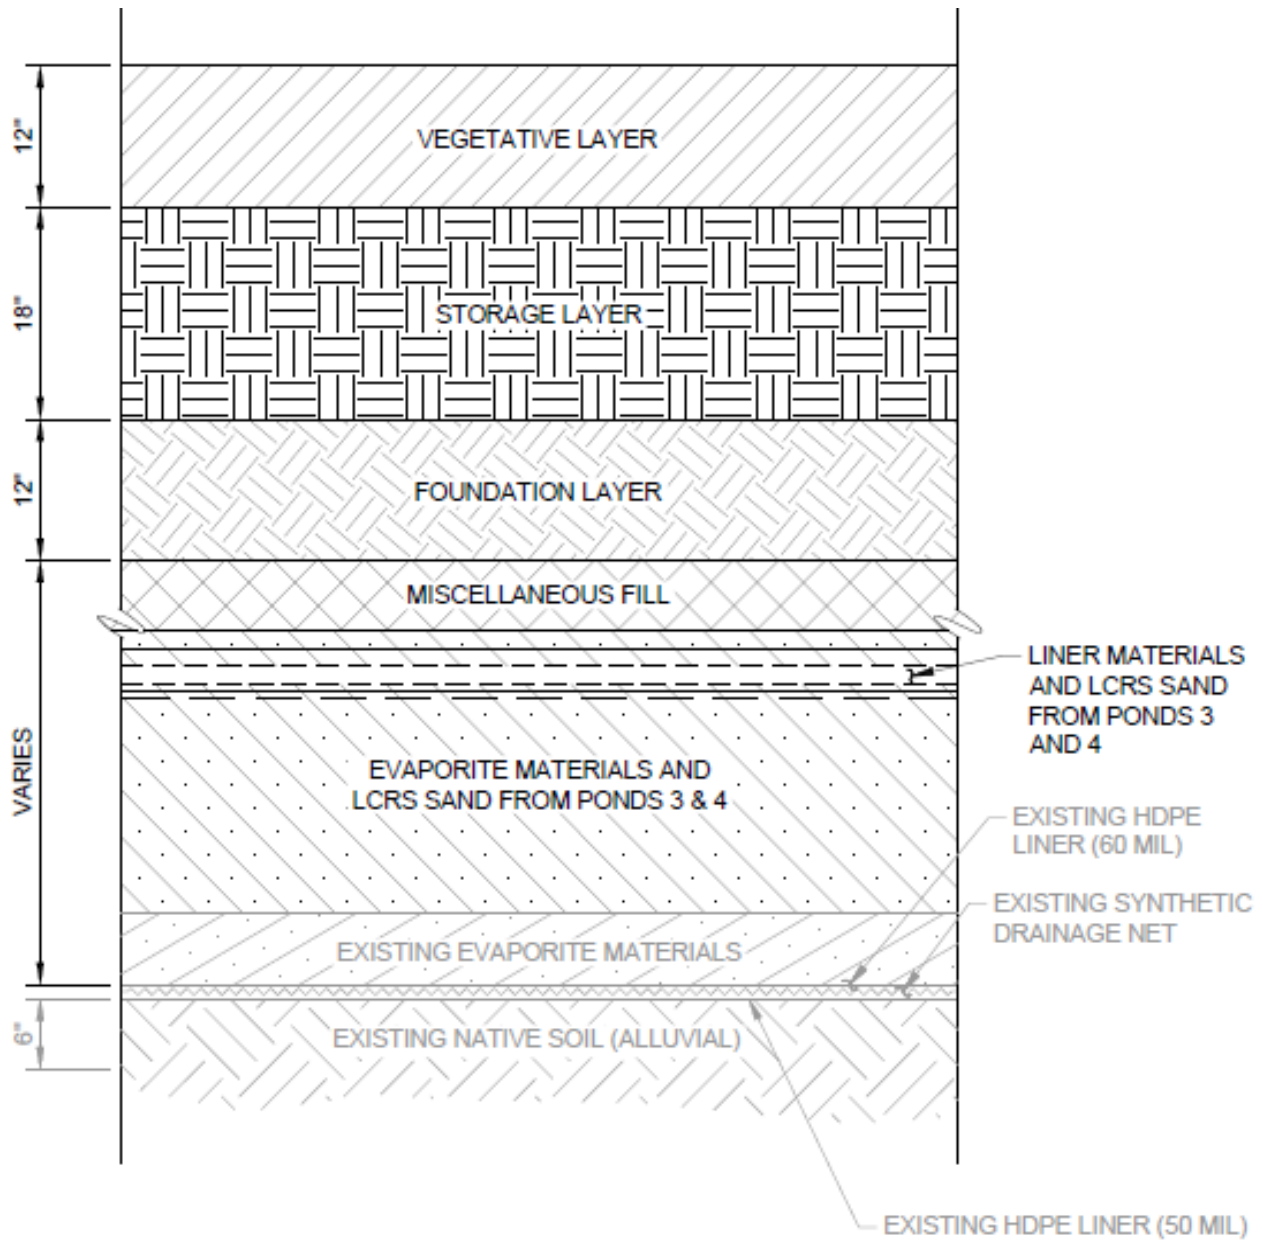 12"
VEGETATIVE LAYER
18"
STORAGE LAYER
12"
FOUNDATION LAYER
MISCELLANEOUS FILL
LINER MATERIALS
AND LCRS SAND
FROM PONDS 3
AND 4
VARIES
EVAPORITE MATERIALS AND
LCRS SAND FROM PONDS 3 & 4
EXISTING HDPE
LINER (60 MIL)
EXISTING SYNTHETIC
DRAINAGE NET
EXISTING EVAPORITE MATERIALS
6"
EXISTING NATIVE SOIL (ALLUVIAL)
EXISTING HDPE LINER (50 MIL)